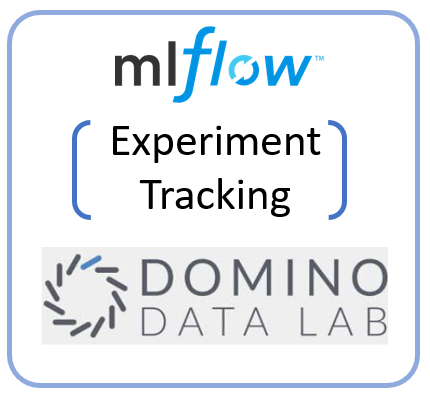 mlflow™
Experiment
Tracking
DOMINO
DATA LAB